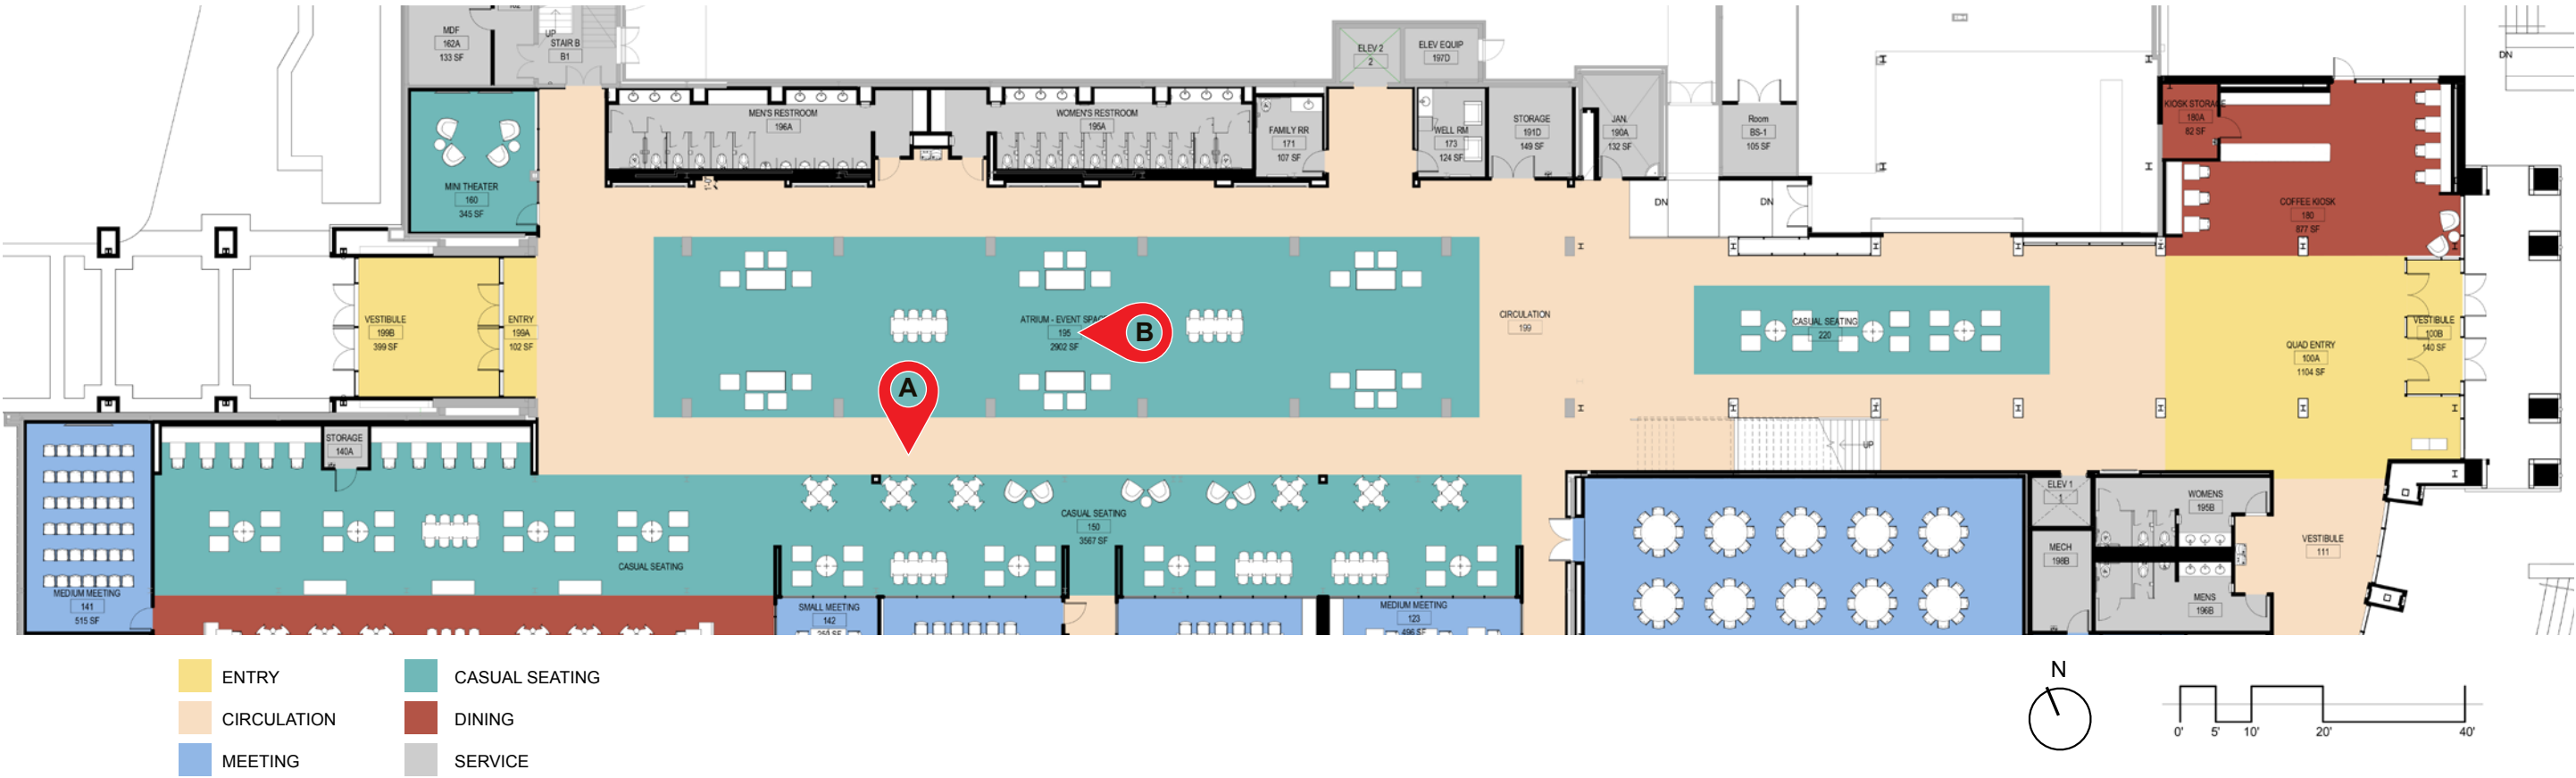 MDF
162A
133 SF
UP
STAIR B
B1
ELEV 2
2
ELEV EQUIP
197D
DN
MEN'S RESTROOM
196A
WOMEN'S RESTROOM
195A
FAMILY RR
171
107 SF
WELL RM
173
124 SF
STORAGE
191D
149 SF
JAN.
190A
132 SF
Room
BS-1
105 SF
KIOSK STORAGE
180A
82 SF
MINI THEATER
160
345 SF
DN
DN
COFFEE KIOSK
180
877 SF
VESTIBULE
199B
399 SF
ENTRY
199A
102 SF
ATRIUM - EVENT SPAC
195
2902 SF
B
A
CIRCULATION
199
CASUAL SEATING
220
QUAD ENTRY
100A
1104 SF
VESTIBULE
100B
140 SF
STORAGE
140A
UP
CASUAL SEATING
150
3567 SF
CASUAL SEATING
ELEV 1
1
WOMENS
195B
MECH
198B
VESTIBULE
111
MENS
196B
MEDIUM MEETING
141
515 SF
SMALL MEETING
142
250 SF
MEDIUM MEETING
123
496 SF
ENTRY
CIRCULATION
MEETING
CASUAL SEATING
DINING
SERVICE
N
0' 5' 10' 20' 40'